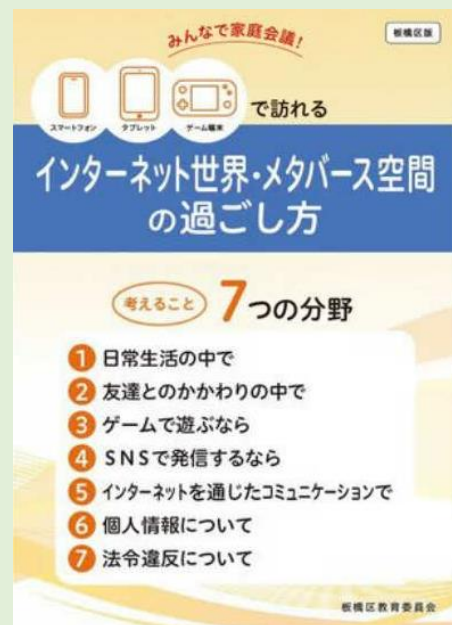 みんなで家庭会議!
板橋区版
スマートフォン
タブレット
ゲーム端末
で訪れる
インターネット世界・メタバース空間
の過ごし方
考えること
7つの分野
1 日常生活の中で
2 友達とのかかわりの中で
3 ゲームで遊ぶなら
4 SNSで発信するなら
5 インターネットを通じたコミュニケーションで
6 個人情報について
7 法令違反について
板橋区教育委員会